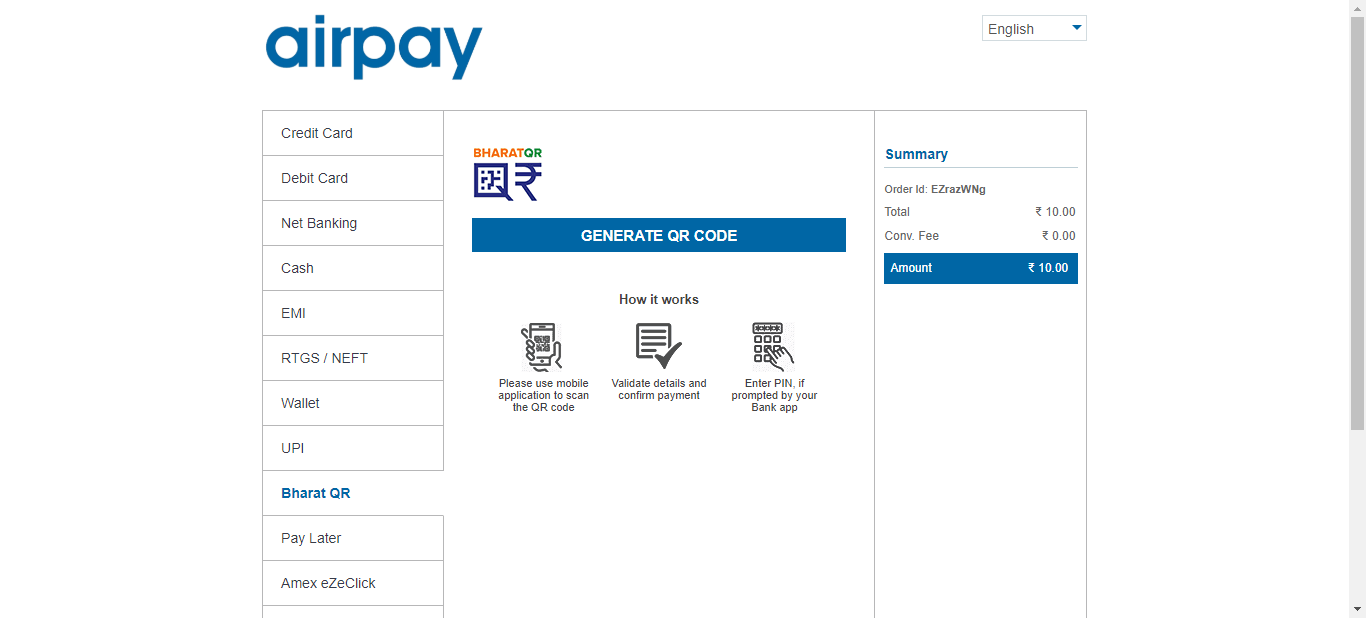 airpay
English
Credit Card
Debit Card
Net Banking
Cash
EMI
RTGS / NEFT
Wallet
UPI
Bharat QR
Pay Later
Amex eZeClick
BHARATQR
GENERATE QR CODE
How it works
Please use mobile
application to scan
the QR code
Validate details and
confirm payment
Enter PIN, if
prompted by your
Bank app
Summary
Order Id: EZrazWNg
Total ₹ 10.00
Conv. Fee ₹ 0.00
Amount ₹ 10.00